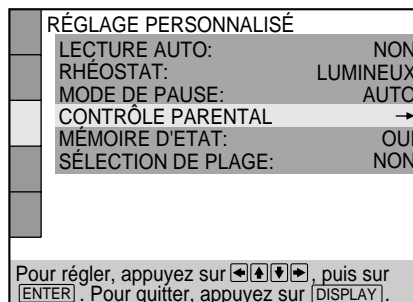 RÉGLAGE PERSONNALISÉ
LECTURE AUTO: NON
RHÉOSTAT: LUMINEUX
MODE DE PAUSE: AUTO
CONTRÔLE PARENTAL →
MÉMOIRE D'ETAT: OUI
SÉLECTION DE PLAGE: NON
Pour régler, appuyez sur ←↑↓→, puis sur
ENTER. Pour quitter, appuyez sur DISPLAY.